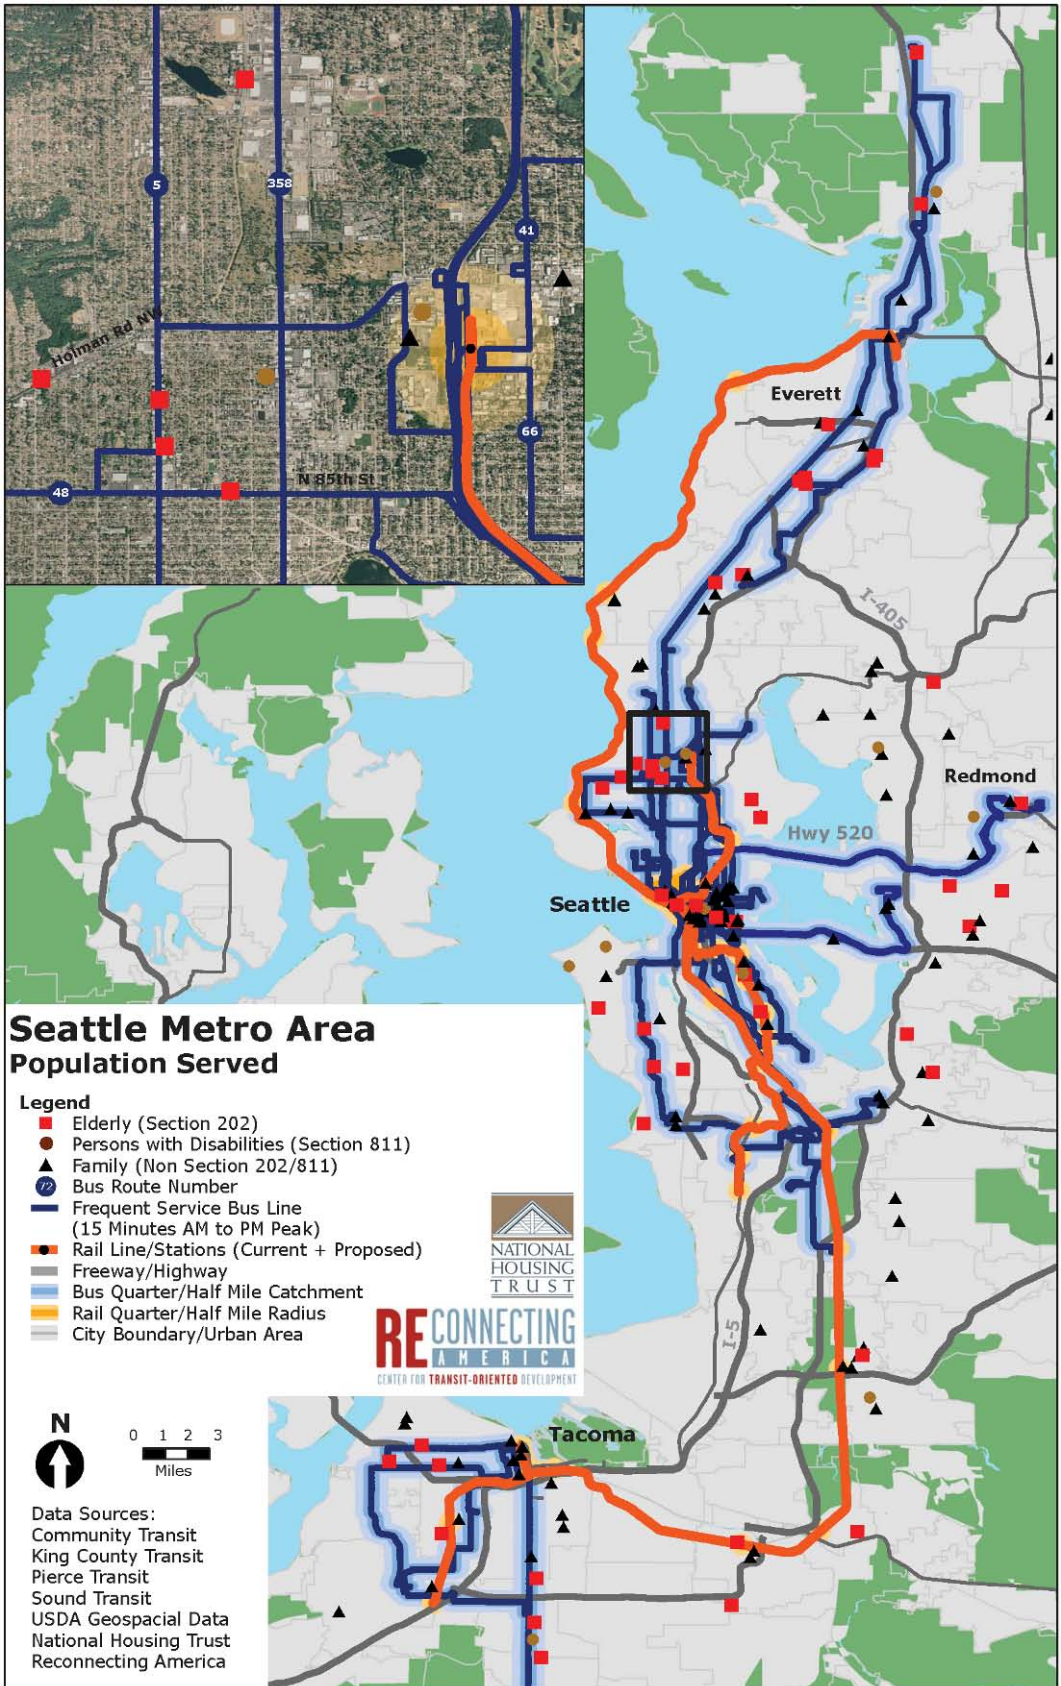 5
358
41
Holman Rd NW
66
48
N 85th St
Everett
I-405
Redmond
Hwy 520
Seattle
Seattle Metro Area
Population Served
Legend
Elderly (Section 202)
Persons with Disabilities (Section 811)
Family (Non Section 202/811)
72 Bus Route Number
Frequent Service Bus Line
(15 Minutes AM to PM Peak)
Rail Line/Stations (Current + Proposed)
Freeway/Highway
Bus Quarter/Half Mile Catchment
Rail Quarter/Half Mile Radius
City Boundary/Urban Area
NATIONAL
HOUSING
TRUST
RECONNECTING
AMERICA
CENTER FOR TRANSIT-ORIENTED DEVELOPMENT
I-5
Tacoma
N
0 1 2 3
Miles
Data Sources:
Community Transit
King County Transit
Pierce Transit
Sound Transit
USDA Geospacial Data
National Housing Trust
Reconnecting America